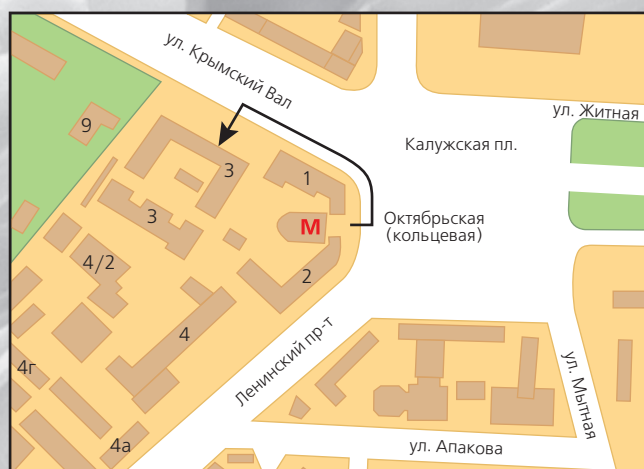 ул. Крымский Вал
ул. Житная
9
Калужская пл.
3
1
3
Октябрьская
(кольцевая)
М
4/2
2
4
Ленинский пр-т
4г
ул. Мытная
4а
ул. Апакова